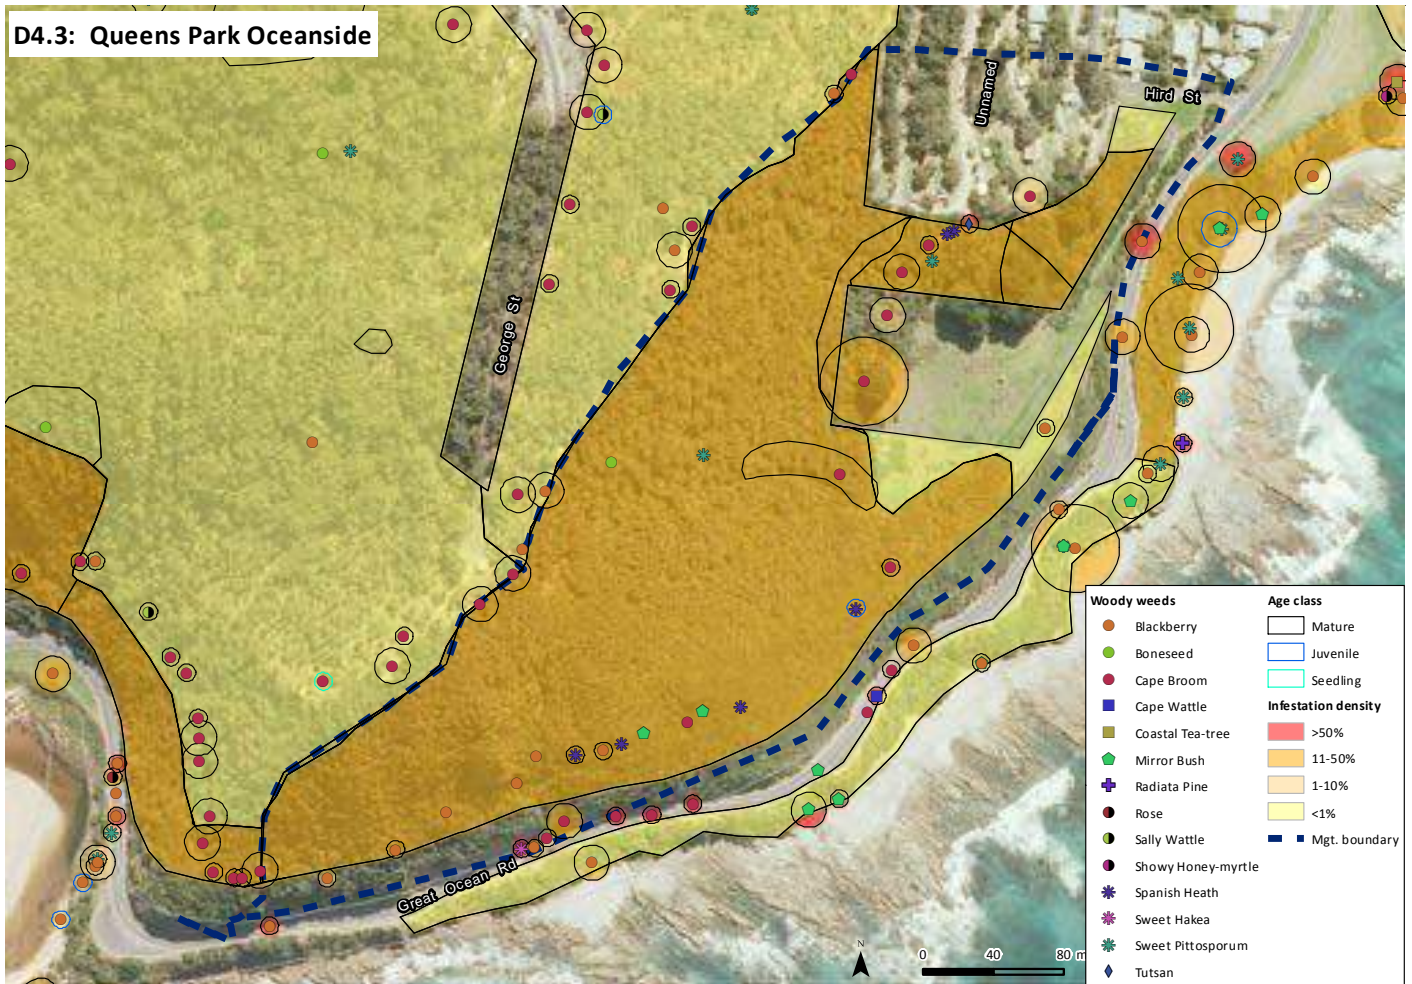 D4.3: Queens Park Oceanside
Unnamed
Hird St
George St
Great Ocean Rd
N
0 40 80 m
Woody weeds
Blackberry
Boneseed
Cape Broom
Cape Wattle
Coastal Tea-tree
Mirror Bush
Radiata Pine
Rose
Sally Wattle
Showy Honey-myrtle
Spanish Heath
Sweet Hakea
Sweet Pittosporum
Tutsan
Age class
Mature
Juvenile
Seedling
Infestation density
>50%
11-50%
1-10%
<1%
Mgt. boundary